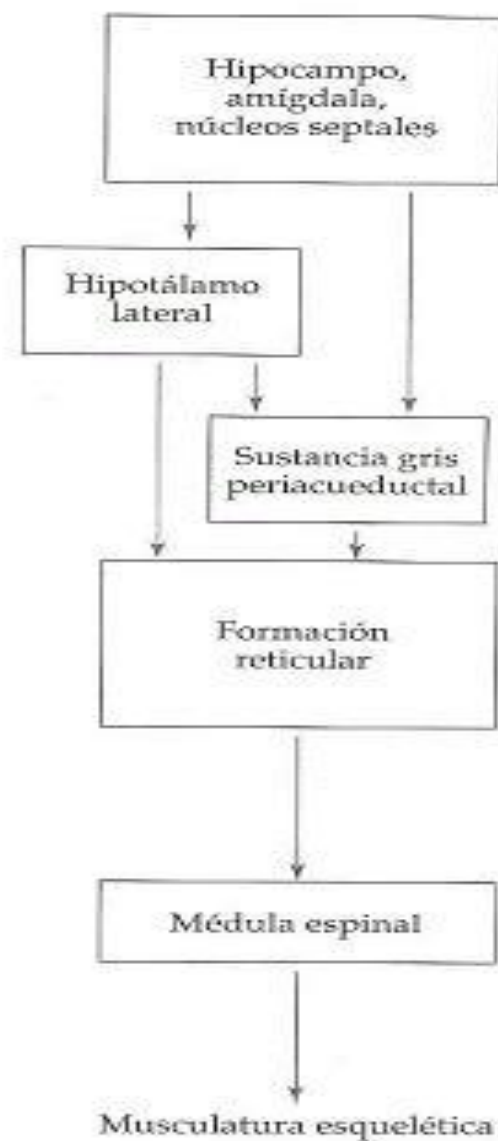 Hipocampo,
amígdala,
núcleos septales
Hipotálamo
lateral
Sustancia gris
periacueductal
Formación
reticular
Médula espinal
Musculatura esquelética